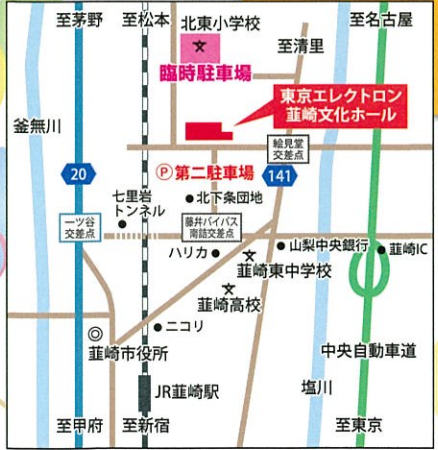 至茅野
至松本
北東小学校
至清里
至名古屋
臨時駐車場
東京エレクトロン
韮崎文化ホール
釜無川
絵見堂
交差点
20
Ⓟ第二駐車場
141
七里岩
トンネル
北下条団地
一ツ谷
交差点
藤井バイパス
南詰交差点
ハリカ
山梨中央銀行
韮崎IC
韮崎東中学校
韮崎高校
ニコリ
韮崎市役所
中央自動車道
JR韮崎駅
塩川
至甲府
至新宿
至東京